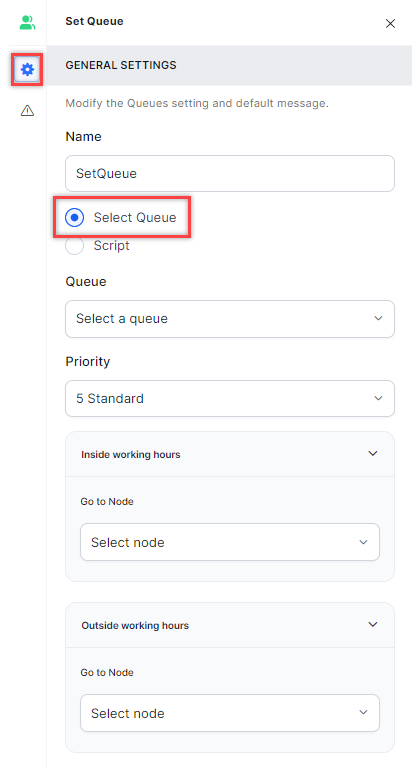 Set Queue
GENERAL SETTINGS
Modify the Queues setting and default message.
Name
SetQueue
Select Queue
Script
Queue
Select a queue
Priority
5 Standard
Inside working hours
Go to Node
Select node
Outside working hours
Go to Node
Select node